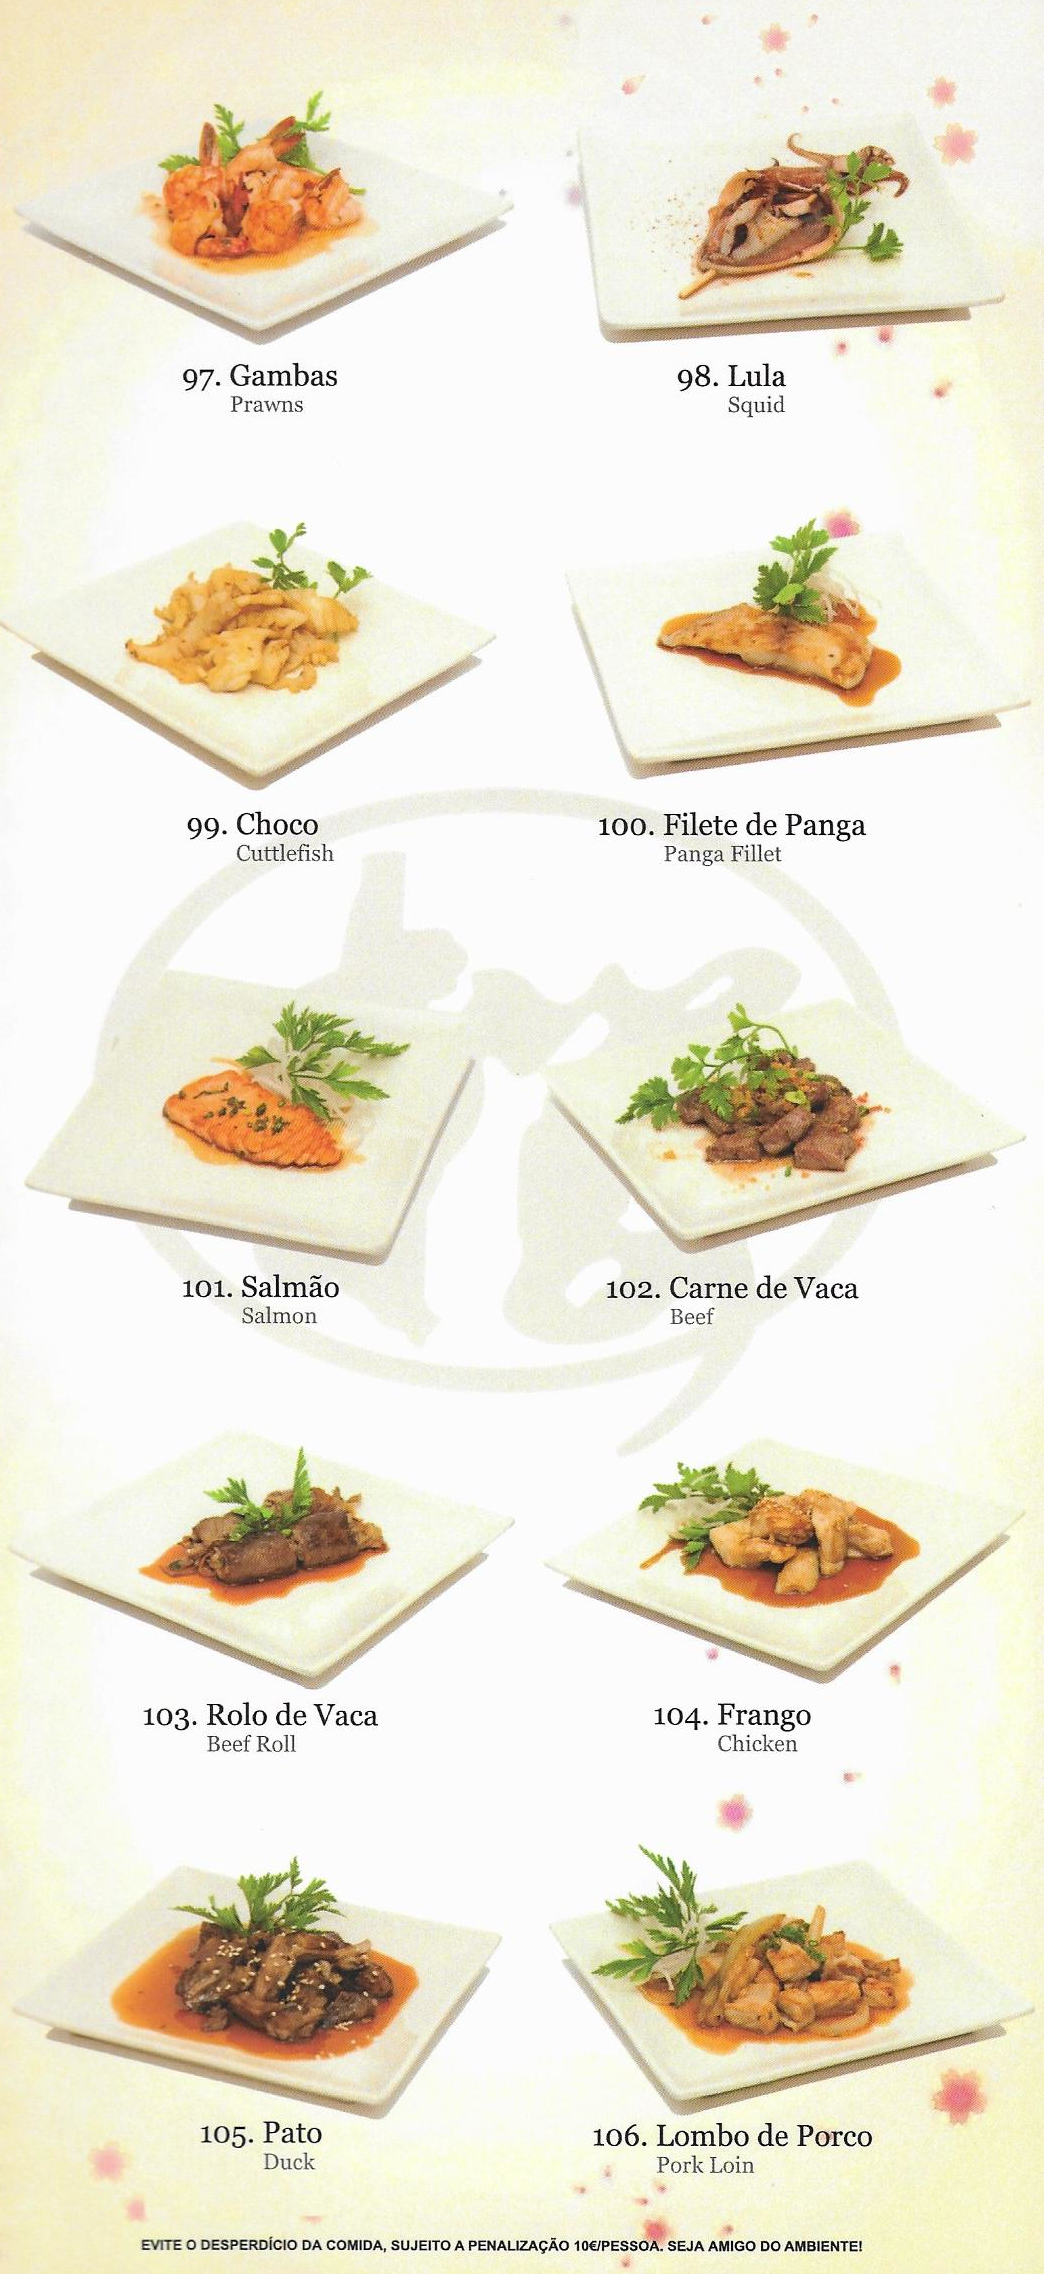 97. Gambas
Prawns
98. Lula
Squid
99. Choco
Cuttlefish
100. Filete de Panga
Panga Fillet
101. Salmão
Salmon
102. Carne de Vaca
Beef
103. Rolo de Vaca
Beef Roll
104. Frango
Chicken
105. Pato
Duck
106. Lombo de Porco
Pork Loin
EVITE O DESPERDÍCIO DA COMIDA, SUJEITO A PENALIZAÇÃO 10€/PESSOA. SEJA AMIGO DO AMBIENTE!